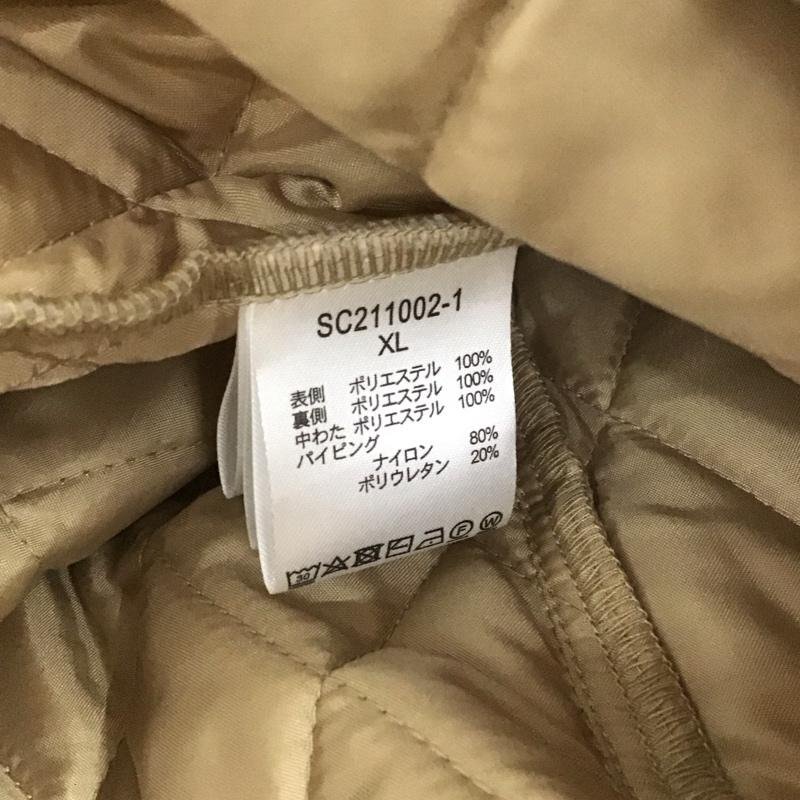 SC211002-1
XL
表側 ポリエステル 100%
裏側 ポリエステル 100%
中わた ポリエステル 100%
パイピング
ナイロン 80%
ポリウレタン 20%
30 F W